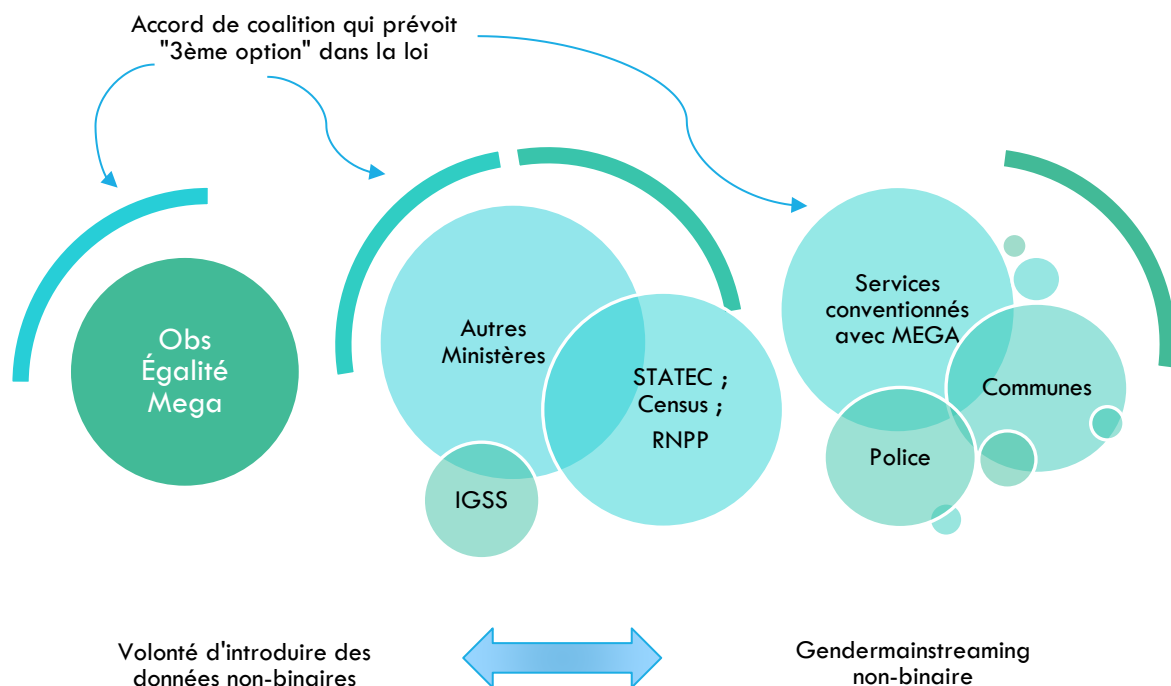 Accord de coalition qui prévoit
"3ème option" dans la loi
Obs
Égalité
Mega
Autres
Ministères
STATEC ;
Census ;
RNPP
IGSS
Services
conventionnés
avec MEGA
Communes
Police
Volonté d'introduire des
données non-binaires
Gendermainstreaming
non-binaire